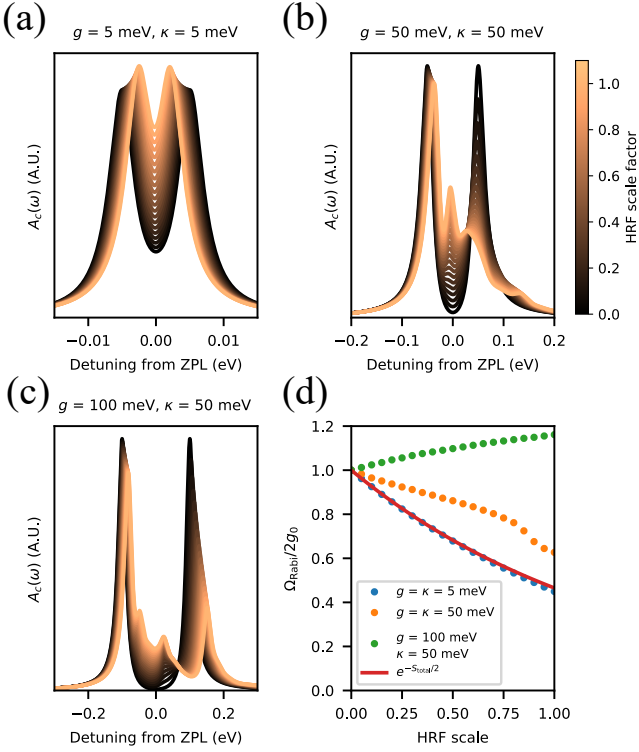 (a)
g = 5 meV, κ = 5 meV
A_c(ω) (A.U.)
−0.01 0.00 0.01
Detuning from ZPL (eV)
(b)
g = 50 meV, κ = 50 meV
A_c(ω) (A.U.)
−0.2 −0.1 0.0 0.1 0.2
Detuning from ZPL (eV)
1.0
0.8
0.6
0.4
0.2
0.0
HRF scale factor
(c)
g = 100 meV, κ = 50 meV
A_c(ω) (A.U.)
−0.2 0.0 0.2
Detuning from ZPL (eV)
(d)
Ω_Rabi/2g_0
1.2
1.0
0.8
0.6
0.4
0.2
0.0
g = κ = 5 meV
g = κ = 50 meV
g = 100 meV
κ = 50 meV
e^{−S_total/2}
0.00 0.25 0.50 0.75 1.00
HRF scale